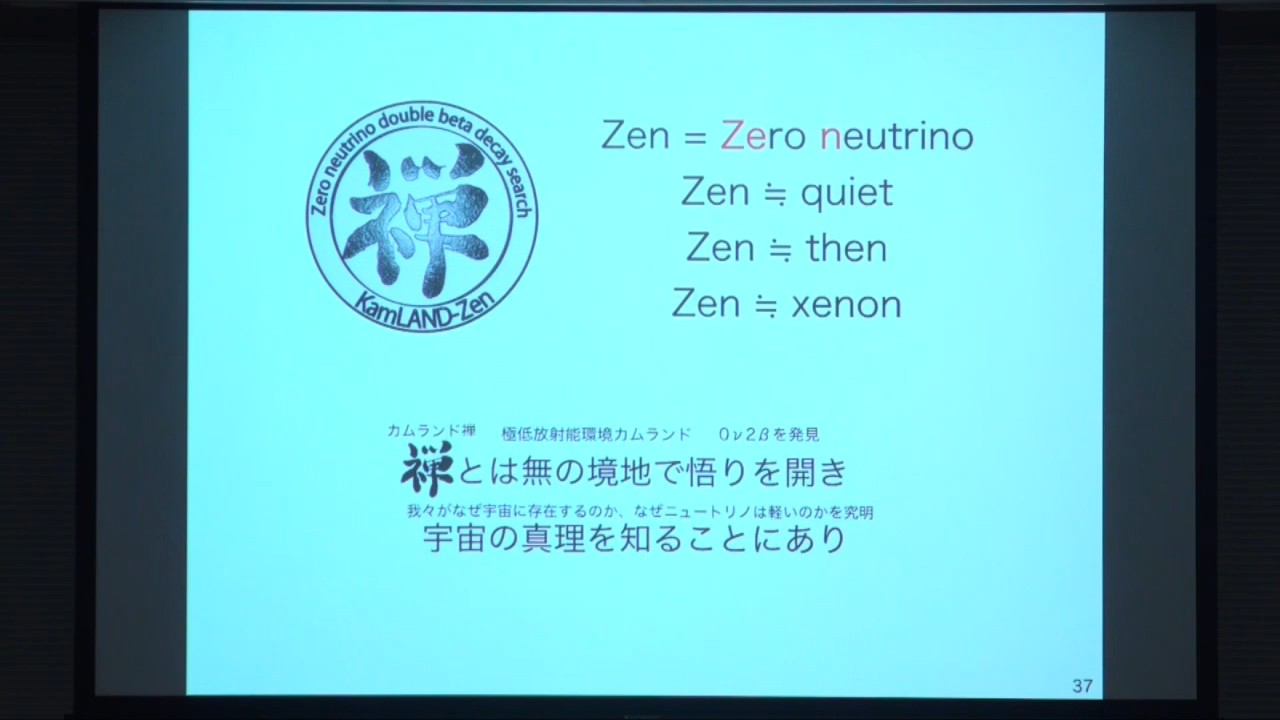 Zero neutrino double beta decay search
禅
KamLAND-Zen
Zen = Zero neutrino
Zen ≒ quiet
Zen ≒ then
Zen ≒ xenon
カムランド禅 極低放射能環境カムランド 0ν2βを発見
禅とは無の境地で悟りを開き
我々がなぜ宇宙に存在するのか、なぜニュートリノは軽いのかを究明
宇宙の真理を知ることにあり
37